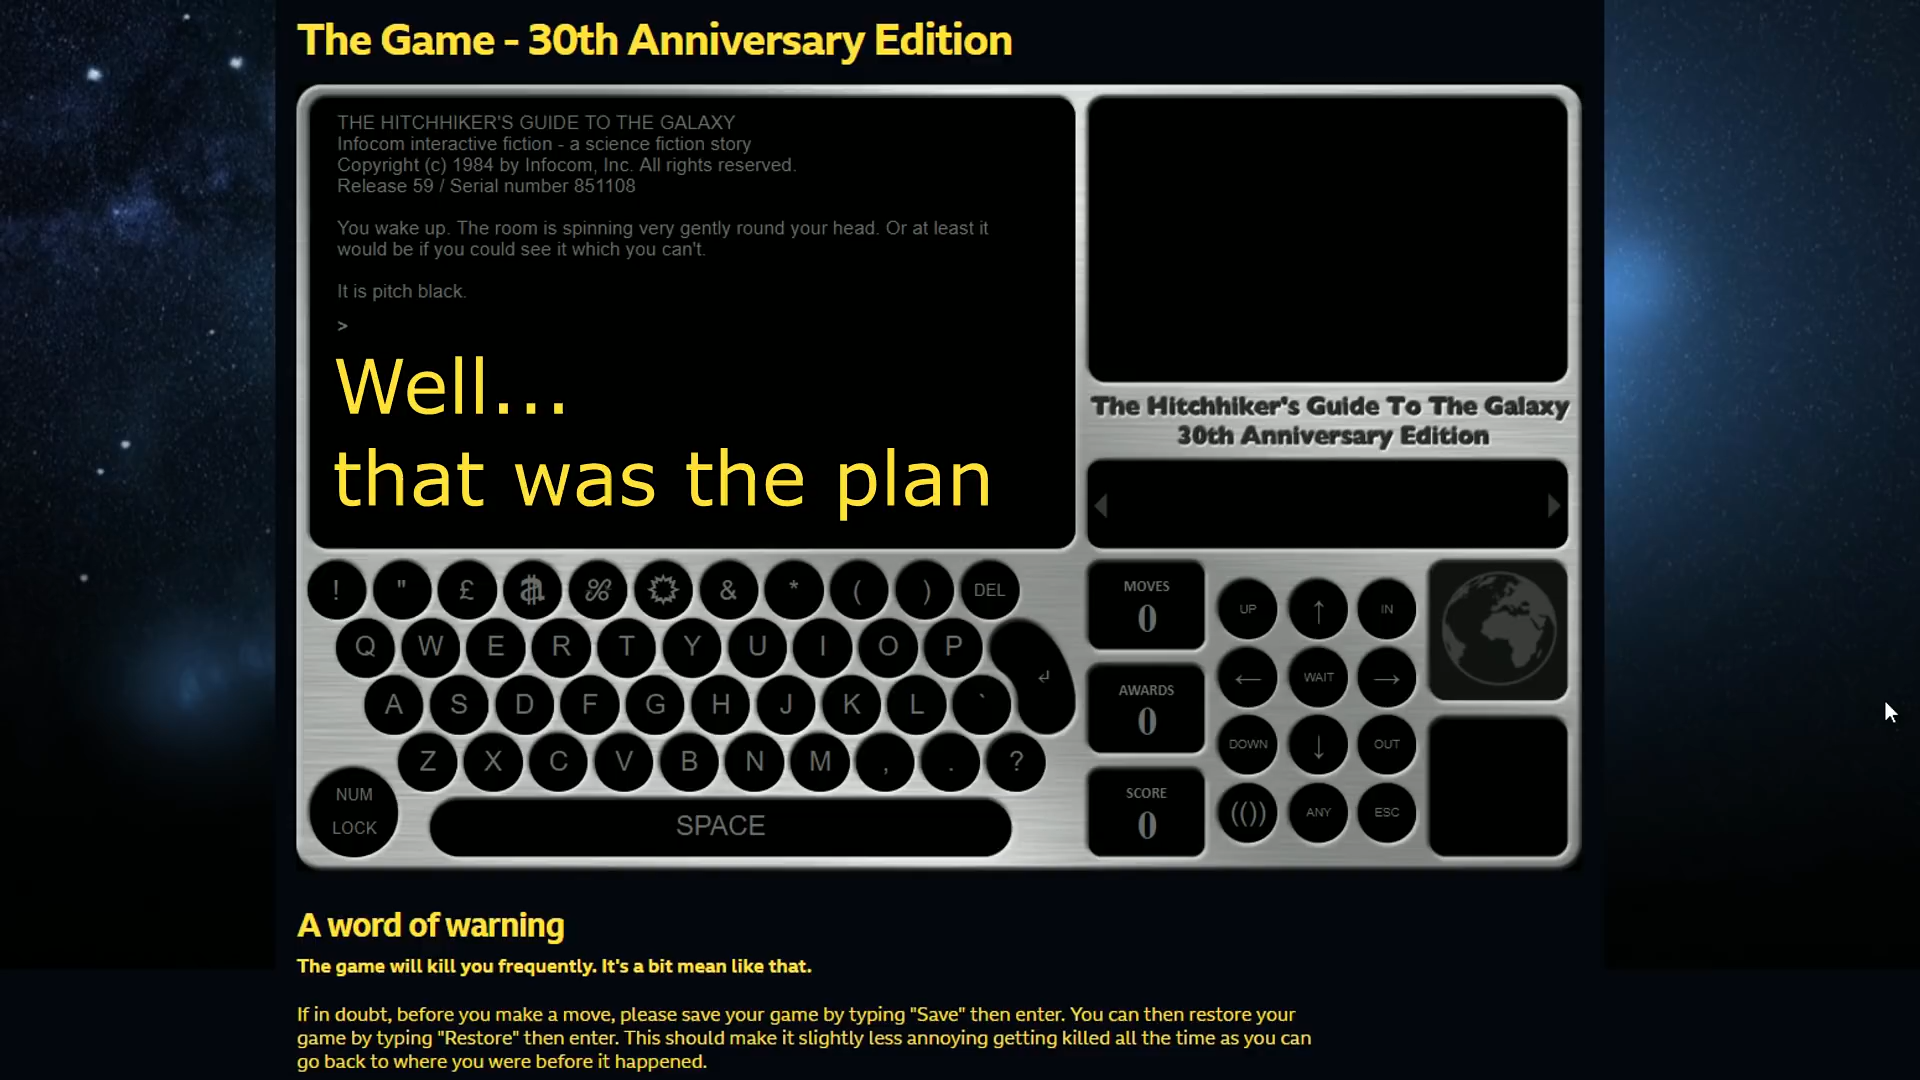 The Game - 30th Anniversary Edition
THE HITCHHIKER'S GUIDE TO THE GALAXY
Infocom interactive fiction - a science fiction story
Copyright (c) 1984 by Infocom, Inc. All rights reserved.
Release 59 / Serial number 851108
You wake up. The room is spinning very gently round your head. Or at least it
would be if you could see it which you can't.
It is pitch black.
>
Well...
that was the plan
The Hitchhiker's Guide To The Galaxy
30th Anniversary Edition
! " £ & * ( ) DEL
Q W E R T Y U I O P
A S D F G H J K L `
Z X C V B N M , . ?
NUM
LOCK
SPACE
MOVES
0
AWARDS
0
SCORE
0
UP ↑ IN
← WAIT →
DOWN ↓ OUT
(()) ANY ESC
A word of warning
The game will kill you frequently. It's a bit mean like that.
If in doubt, before you make a move, please save your game by typing "Save" then enter. You can then restore your
game by typing "Restore" then enter. This should make it slightly less annoying getting killed all the time as you can
go back to where you were before it happened.